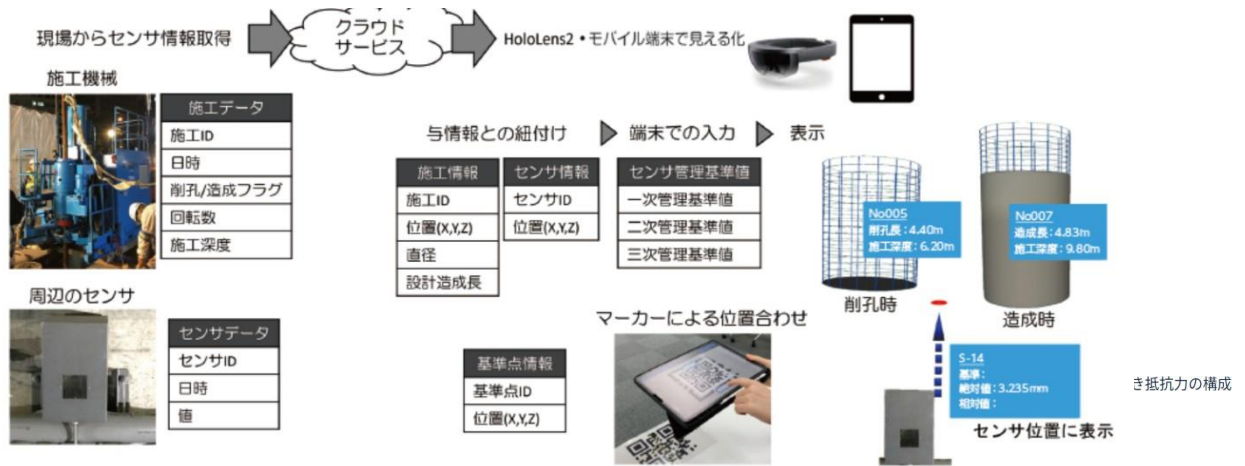 現場からセンサ情報取得
クラウド
サービス
HoloLens2・モバイル端末で見える化
施工機械
施工データ
施工ID
日時
削孔/造成フラグ
回転数
施工深度
周辺のセンサ
センサデータ
センサID
日時
値
与情報との紐付け
端末での入力
表示
施工情報
施工ID
位置(X,Y,Z)
直径
設計造成長
センサ情報
センサID
位置(X,Y,Z)
センサ管理基準値
一次管理基準値
二次管理基準値
三次管理基準値
No005
削孔長:4.40m
施工深度:6.20m
削孔時
No007
造成長:4.83m
施工深度:9.80m
造成時
マーカーによる位置合わせ
基準点情報
基準点ID
位置(X,Y,Z)
S-14
基準:
絶対値:3.235mm
相対値:
センサ位置に表示
き抵抗力の構成